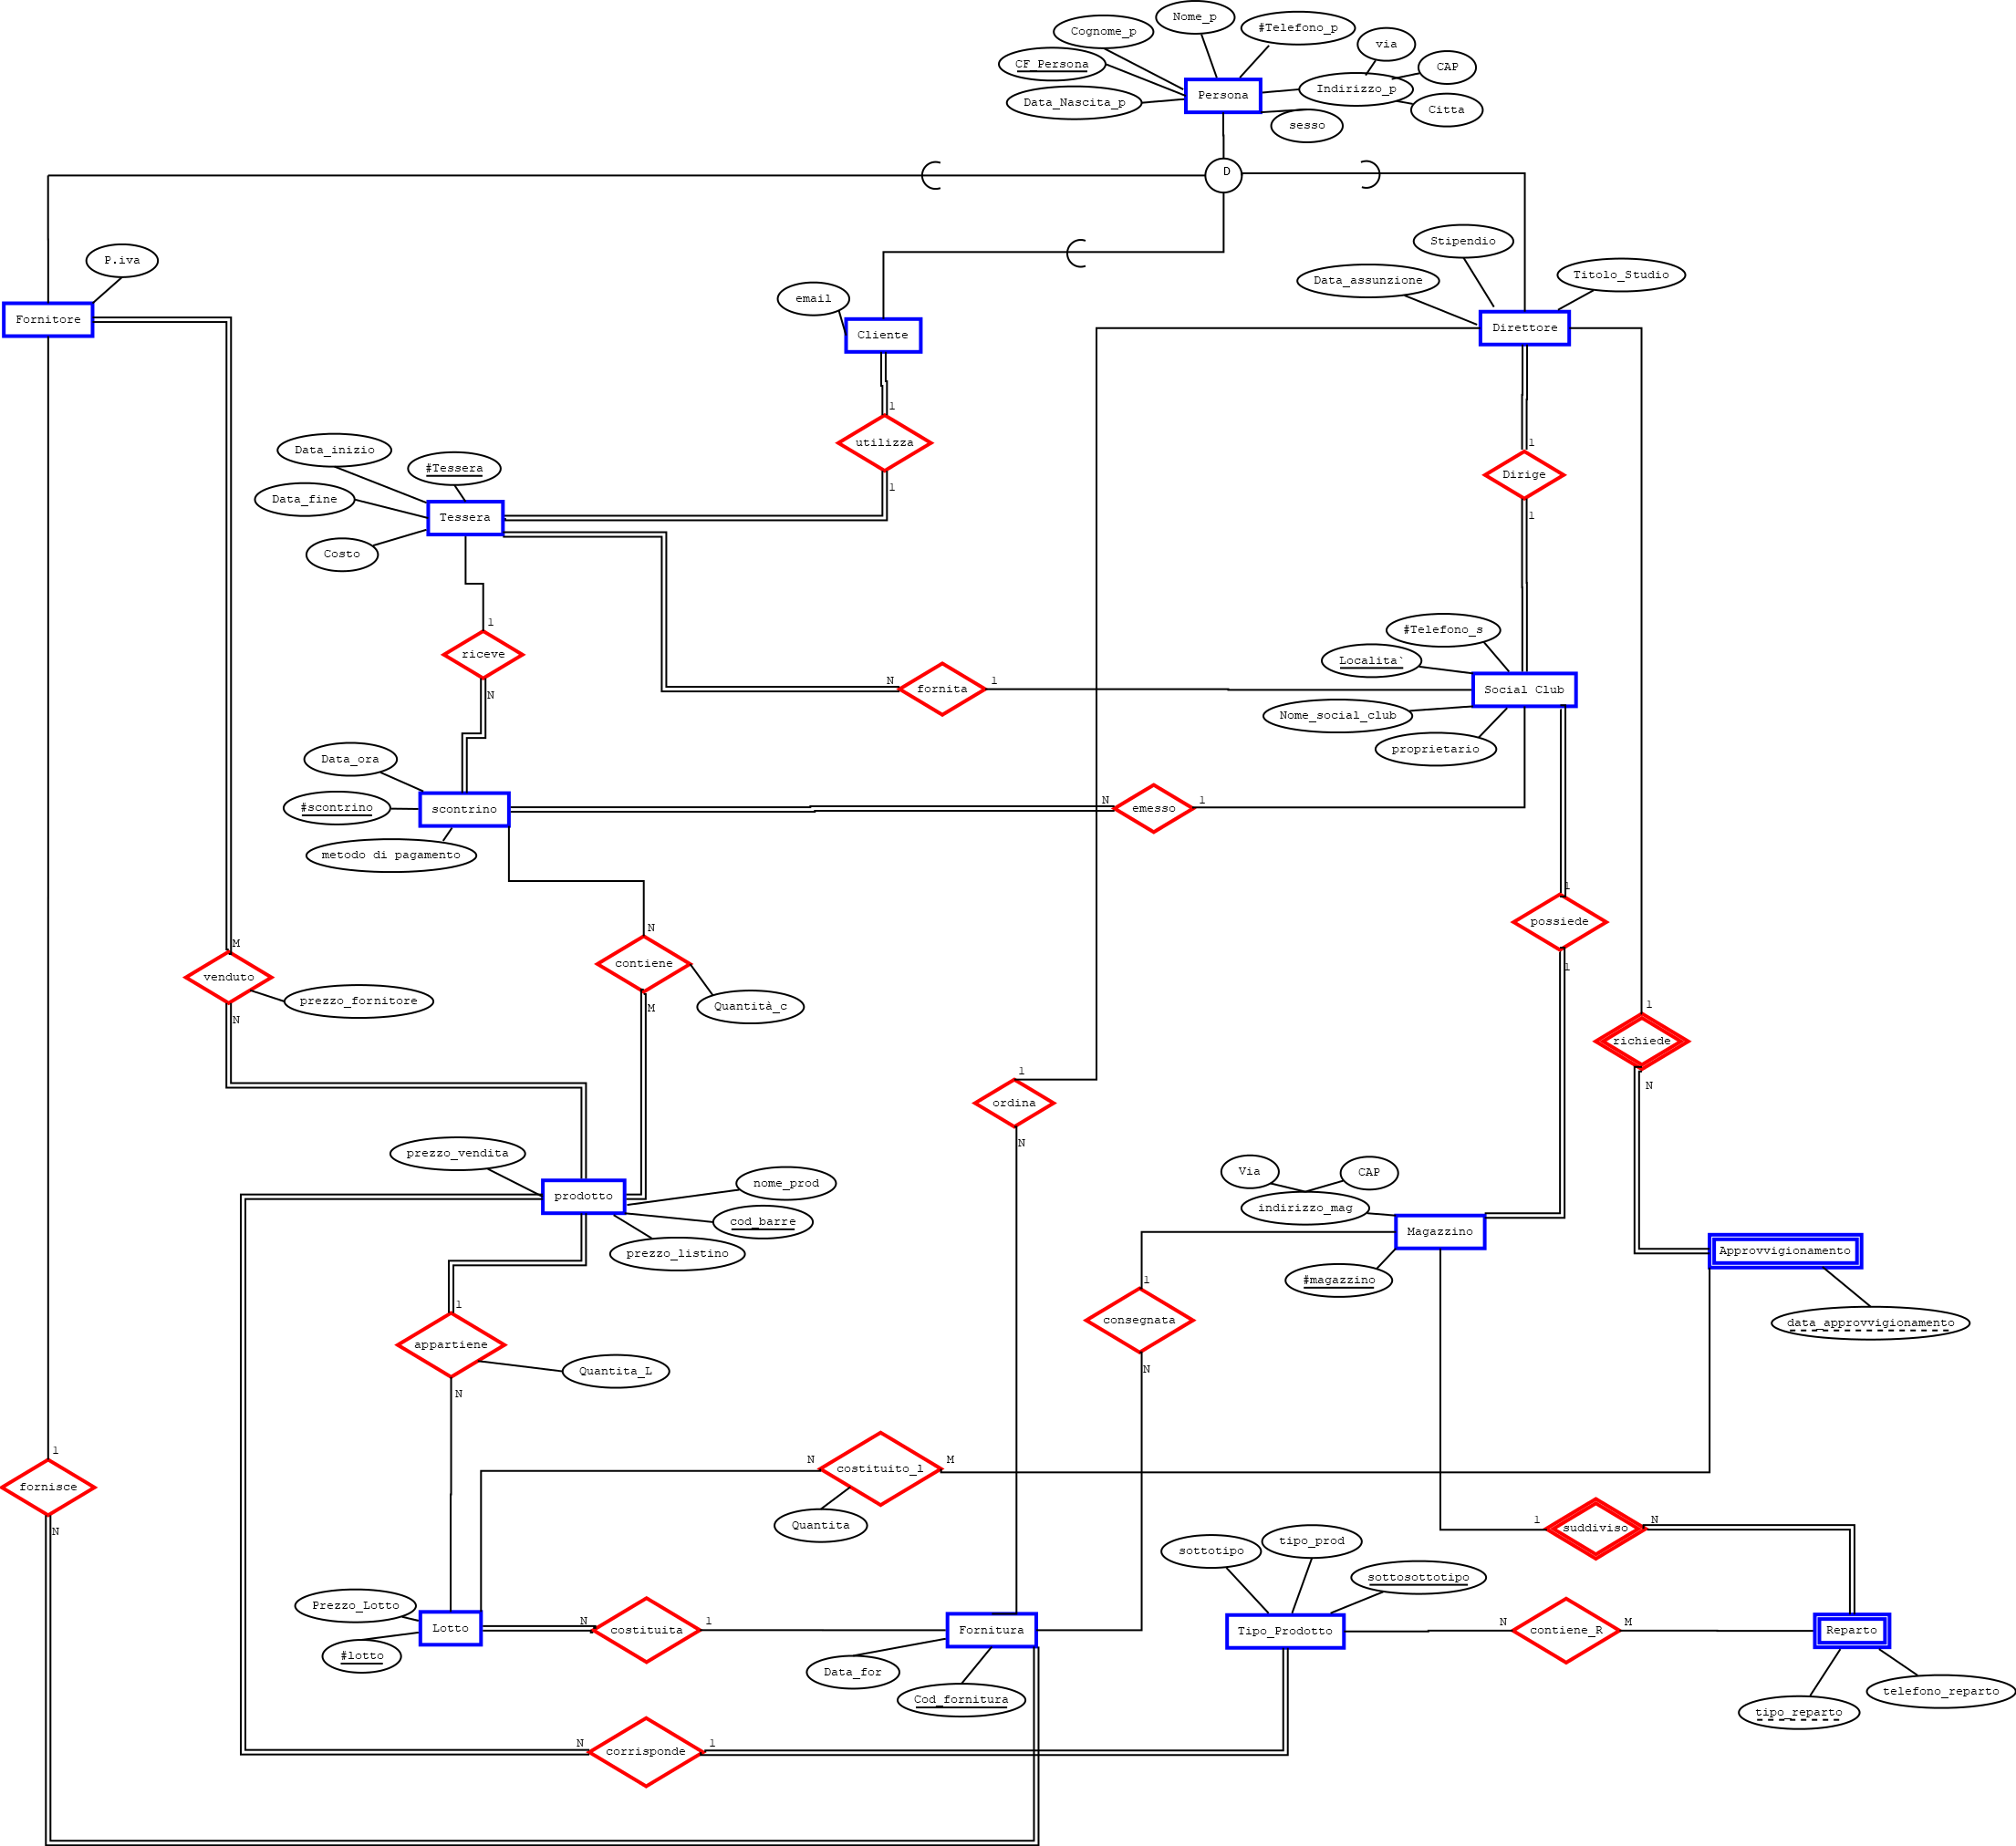 Nome_p
#Telefono_p
Cognome_p
via
CF_Persona
CAP
Indirizzo_p
Persona
Data_Nascita_p
Citta
sesso
D
Stipendio
P.iva
Data_assunzione
Titolo_Studio
email
Fornitore
Cliente
Direttore
1
utilizza
1
Data_inizio
#Tessera
1
Dirige
1
Data_fine
Tessera
Costo
1
riceve
N
#Telefono_s
Localita`
N
fornita
1
Social Club
Nome_social_club
proprietario
Data_ora
#scontrino
scontrino
N
emesso
1
metodo di pagamento
1
possiede
1
N
contiene
M
Quantità_c
M
venduto
N
prezzo_fornitore
1
richiede
N
1
ordina
N
prezzo_vendita
nome_prod
prodotto
cod_barre
prezzo_listino
Via
CAP
indirizzo_mag
Magazzino
#magazzino
Approvvigionamento
data_approvvigionamento
1
consegnata
N
1
appartiene
N
Quantita_L
1
fornisce
N
N
costituito_l
M
Quantita
1
suddiviso
N
sottotipo
tipo_prod
sottosottotipo
Prezzo_Lotto
Lotto
#lotto
N
costituita
1
Fornitura
Data_for
Cod_fornitura
Tipo_Prodotto
N
contiene_R
M
Reparto
telefono_reparto
tipo_reparto
N
corrisponde
1